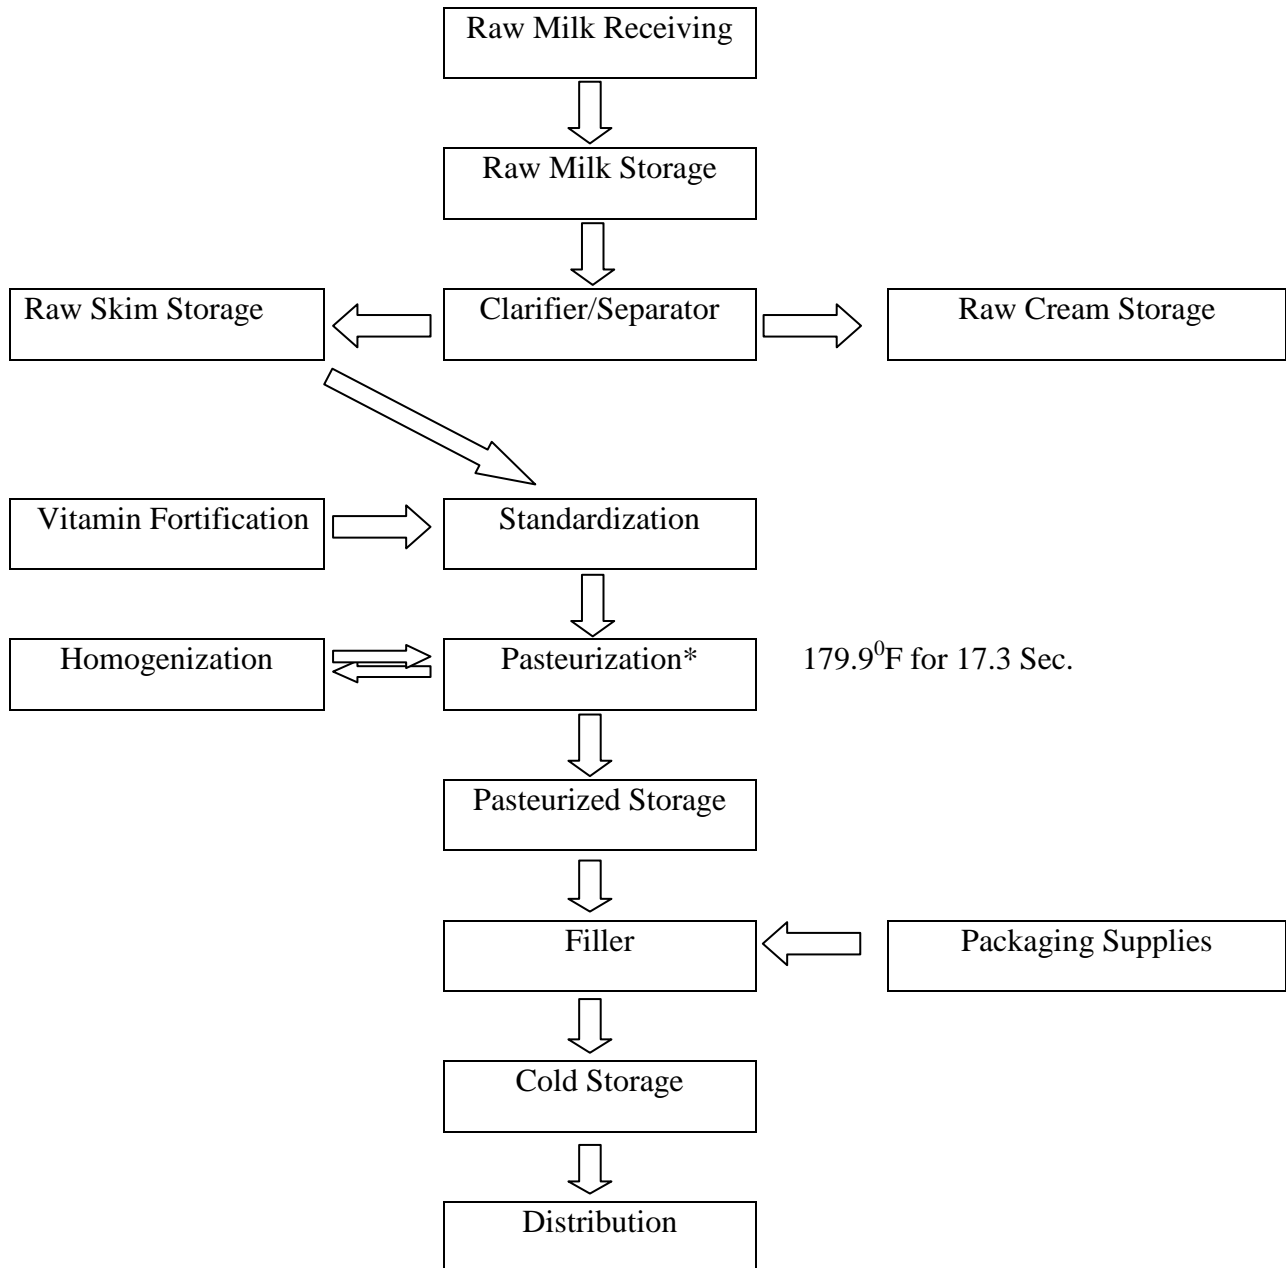 Raw Milk Receiving
Raw Milk Storage
Raw Skim Storage
Clarifier/Separator
Raw Cream Storage
Vitamin Fortification
Standardization
Homogenization
Pasteurization*
179.9⁰F for 17.3 Sec.
Pasteurized Storage
Filler
Packaging Supplies
Cold Storage
Distribution